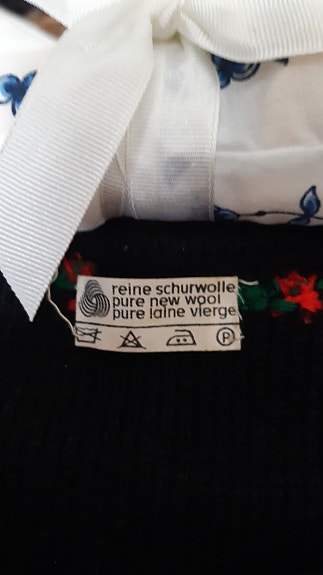 reine schurwolle
pure new wool
pure laine vierge
P